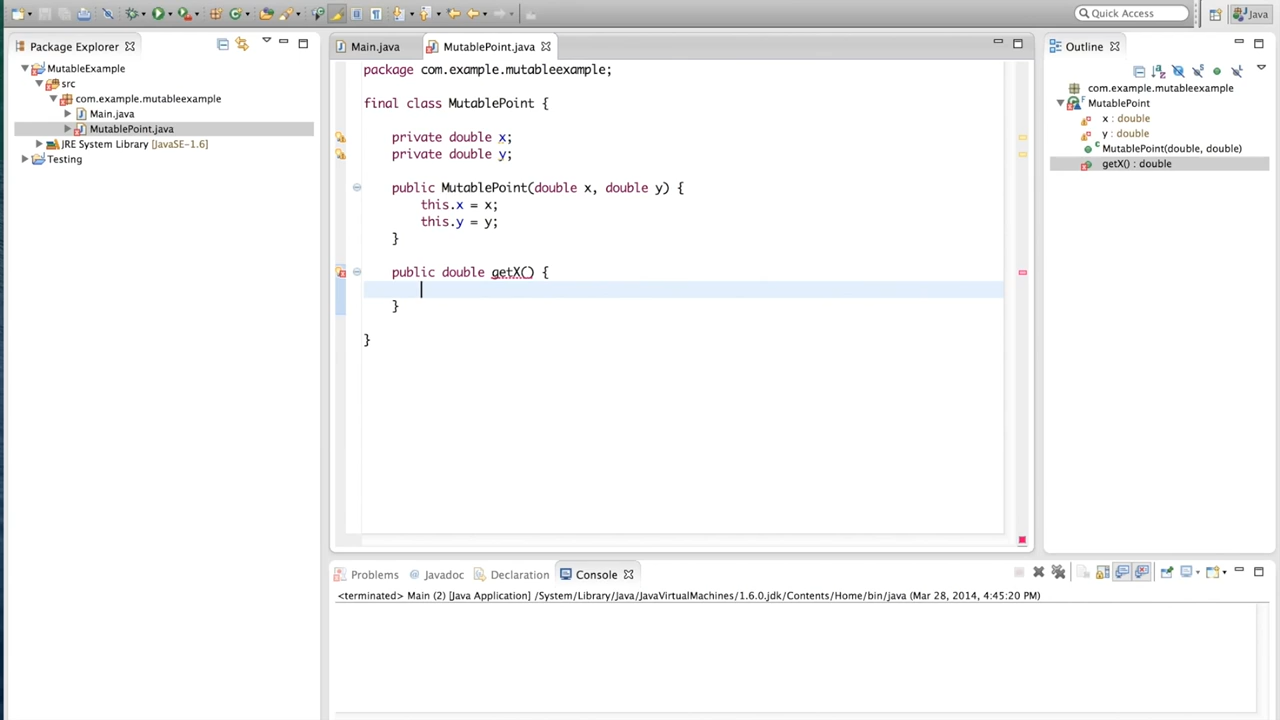 Quick Access
Java
Package Explorer
MutableExample
src
com.example.mutableexample
Main.java
MutablePoint.java
JRE System Library [JavaSE-1.6]
Testing
Main.java
MutablePoint.java
package com.example.mutableexample;
final class MutablePoint {
private double x;
private double y;
public MutablePoint(double x, double y) {
this.x = x;
this.y = y;
}
public double getX() {
}
}
Outline
com.example.mutableexample
MutablePoint
x : double
y : double
MutablePoint(double, double)
getX() : double
Problems
Javadoc
Declaration
Console
<terminated> Main (2) [Java Application] /System/Library/Java/JavaVirtualMachines/1.6.0.jdk/Contents/Home/bin/java (Mar 28, 2014, 4:45:20 PM)